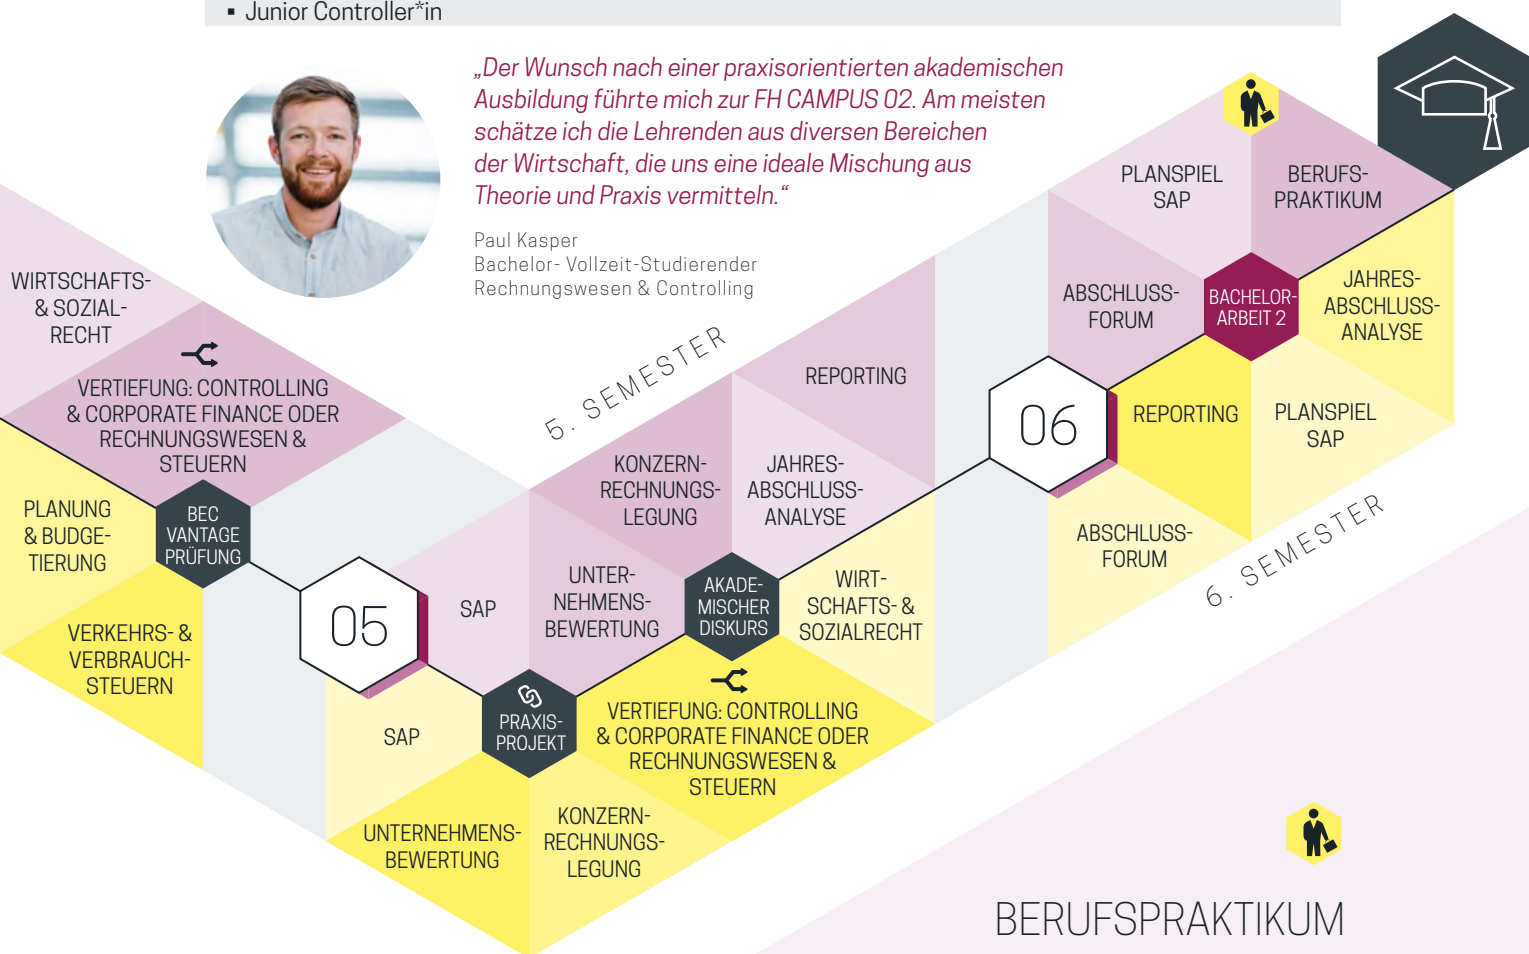 ▪ Junior Controller*in
„Der Wunsch nach einer praxisorientierten akademischen
Ausbildung führte mich zur FH CAMPUS 02. Am meisten
schätze ich die Lehrenden aus diversen Bereichen
der Wirtschaft, die uns eine ideale Mischung aus
Theorie und Praxis vermitteln.“
Paul Kasper
Bachelor- Vollzeit-Studierender
Rechnungswesen & Controlling
WIRTSCHAFTS-
& SOZIAL-
RECHT
VERTIEFUNG: CONTROLLING
& CORPORATE FINANCE ODER
RECHNUNGSWESEN &
STEUERN
PLANUNG
& BUDGE-
TIERUNG
BEC
VANTAGE
PRÜFUNG
VERKEHRS- &
VERBRAUCH-
STEUERN
5. SEMESTER
05
SAP
SAP
PRAXIS-
PROJEKT
UNTER-
NEHMENS-
BEWERTUNG
KONZERN-
RECHNUNGS-
LEGUNG
JAHRES-
ABSCHLUSS-
ANALYSE
REPORTING
AKADE-
MISCHER
DISKURS
WIRT-
SCHAFTS- &
SOZIALRECHT
VERTIEFUNG: CONTROLLING
& CORPORATE FINANCE ODER
RECHNUNGSWESEN &
STEUERN
UNTERNEHMENS-
BEWERTUNG
KONZERN-
RECHNUNGS-
LEGUNG
06
PLANSPIEL
SAP
BERUFS-
PRAKTIKUM
ABSCHLUSS-
FORUM
BACHELOR-
ARBEIT 2
JAHRES-
ABSCHLUSS-
ANALYSE
REPORTING
PLANSPIEL
SAP
ABSCHLUSS-
FORUM
6. SEMESTER
BERUFSPRAKTIKUM